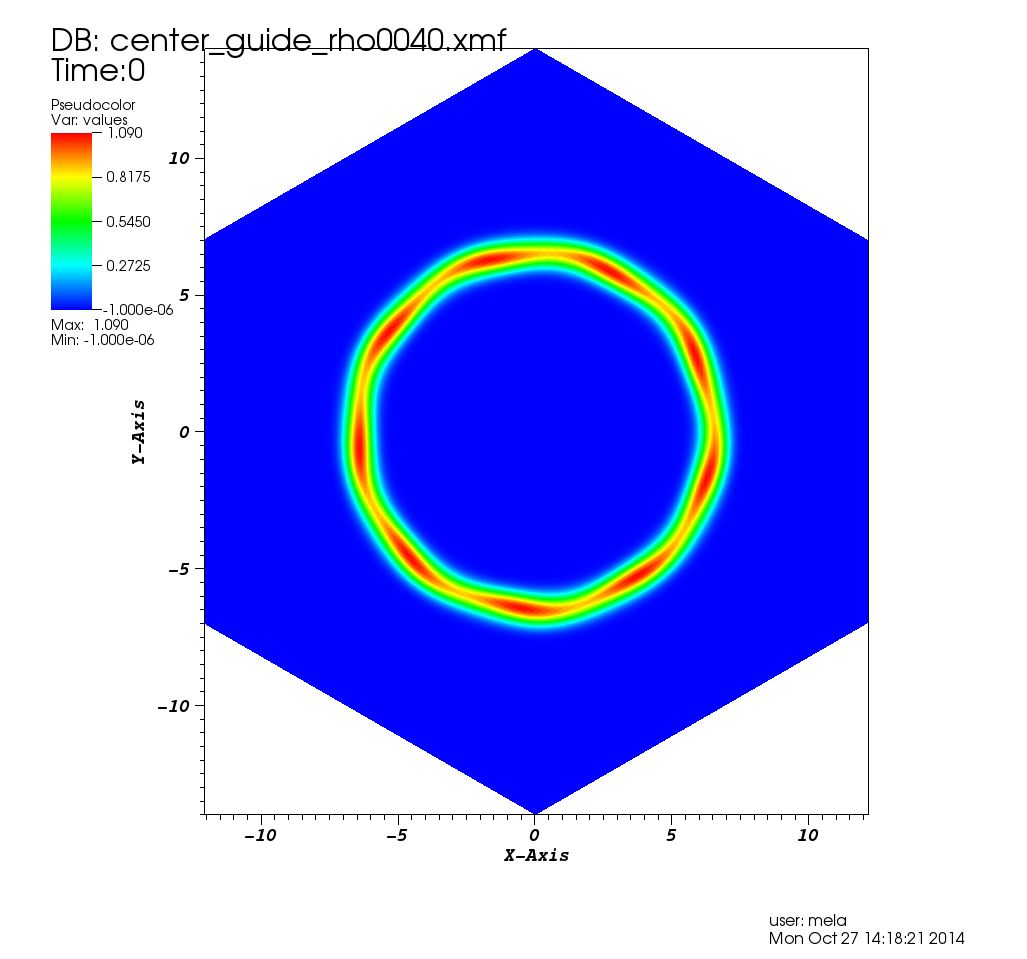 DB: center_guide_rho0040.xmf
Time:0
Pseudocolor
Var: values
1.090
0.8175
0.5450
0.2725
-1.000e-06
Max: 1.090
Min: -1.000e-06
10
5
0
-5
-10
Y-Axis
-10 -5 0 5 10
X-Axis
user: mela
Mon Oct 27 14:18:21 2014